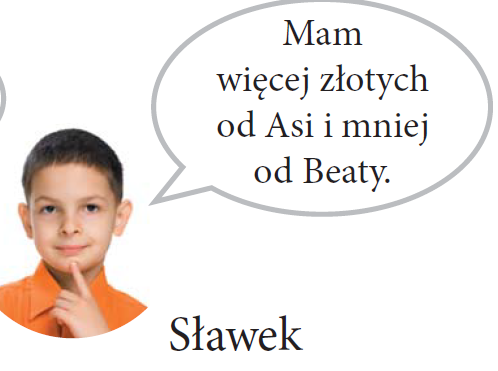 Mam
więcej złotych
od Asi i mniej
od Beaty.
Sławek